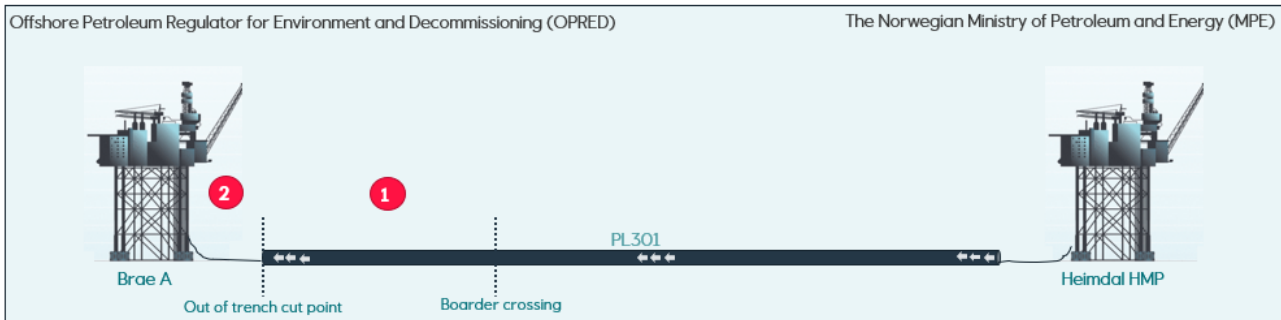 Offshore Petroleum Regulator for Environment and Decommissioning (OPRED)
The Norwegian Ministry of Petroleum and Energy (MPE)
2
1
PL301
Brae A
Heimdal HMP
Out of trench cut point
Boarder crossing